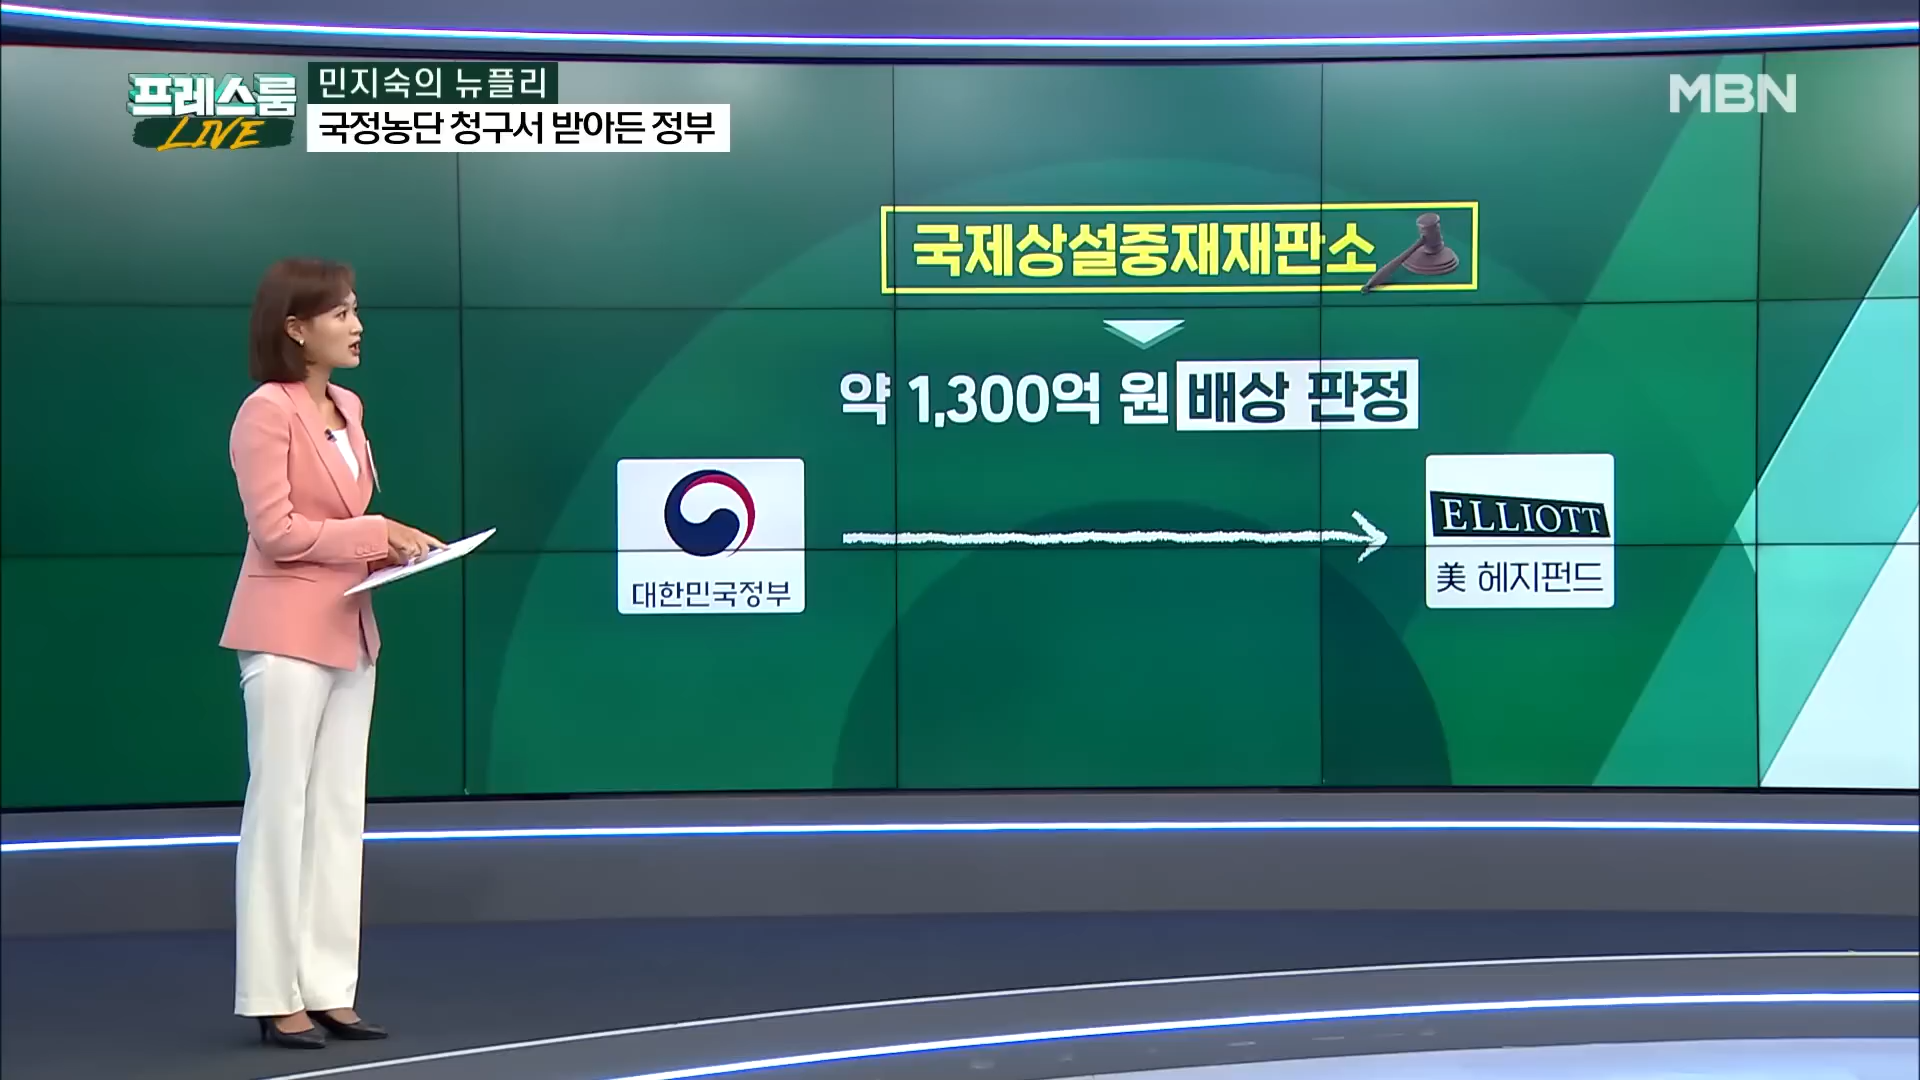 프레스룸
LIVE
민지숙의 뉴플리
국정농단 청구서 받아든 정부
MBN
국제상설중재재판소
약 1,300억 원 배상 판정
대한민국정부
ELLIOTT
美 헤지펀드